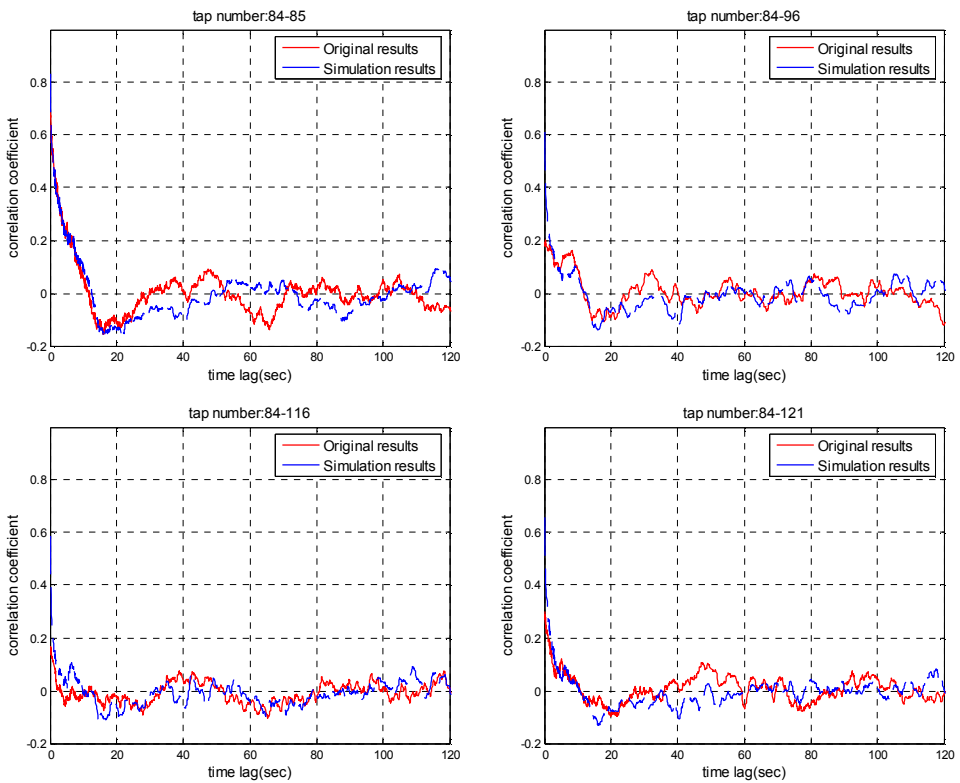 tap number:84-85
Original results
Simulation results
0.8
0.6
0.4
0.2
0
-0.2
correlation coefficient
0 20 40 60 80 100 120
time lag(sec)
tap number:84-96
Original results
Simulation results
0.8
0.6
0.4
0.2
0
-0.2
correlation coefficient
0 20 40 60 80 100 120
time lag(sec)
tap number:84-116
Original results
Simulation results
0.8
0.6
0.4
0.2
0
-0.2
correlation coefficient
0 20 40 60 80 100 120
time lag(sec)
tap number:84-121
Original results
Simulation results
0.8
0.6
0.4
0.2
0
-0.2
correlation coefficient
0 20 40 60 80 100 120
time lag(sec)